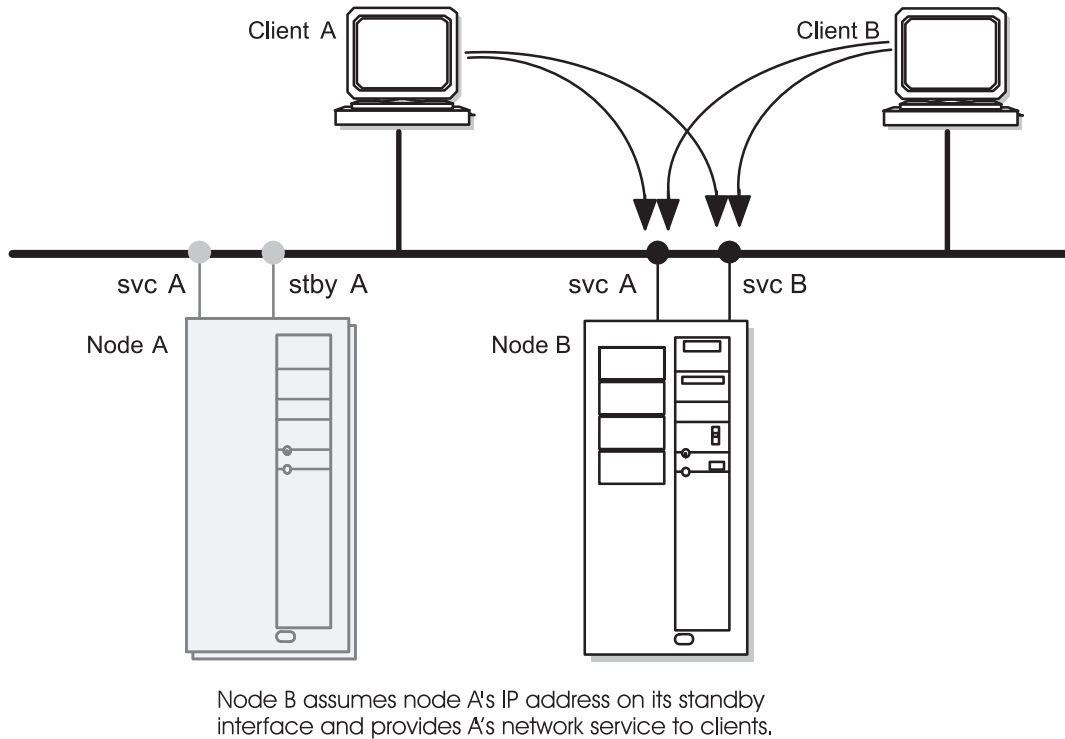 Client A
Client B
svc A
stby A
svc A
svc B
Node A
Node B
Node B assumes node A's IP address on its standby
interface and provides A's network service to clients.